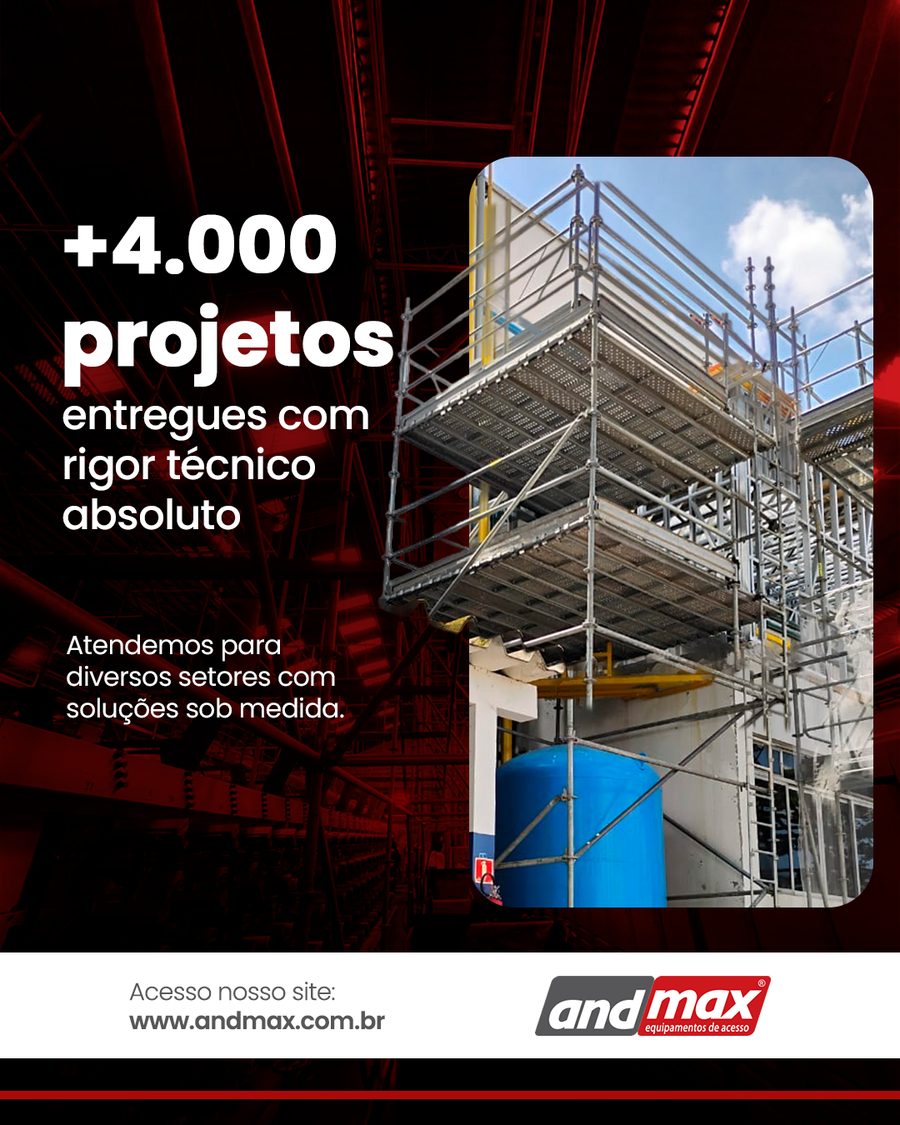 +4.000
projetos
entregues com
rigor técnico
absoluto
Atendemos para
diversos setores com
soluções sob medida.
Acesso nosso site:
www.andmax.com.br
andmax®
equipamentos de acesso